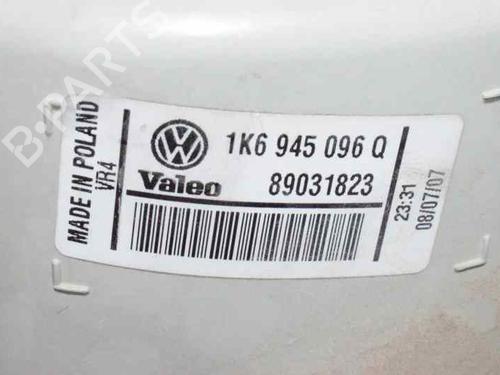 B-PARTS
MADE IN POLAND
VR4
1K6 945 096 Q
Valeo
89031823
23:31
08/07/07